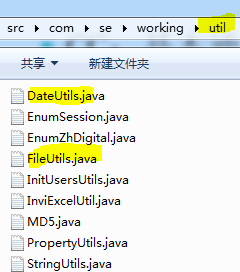 src › com › se › working › util
共享 新建文件夹
DateUtils.java
EnumSession.java
EnumZhDigital.java
FileUtils.java
InitUsersUtils.java
InviExcelUtil.java
MD5.java
PropertyUtils.java
StringUtils.java